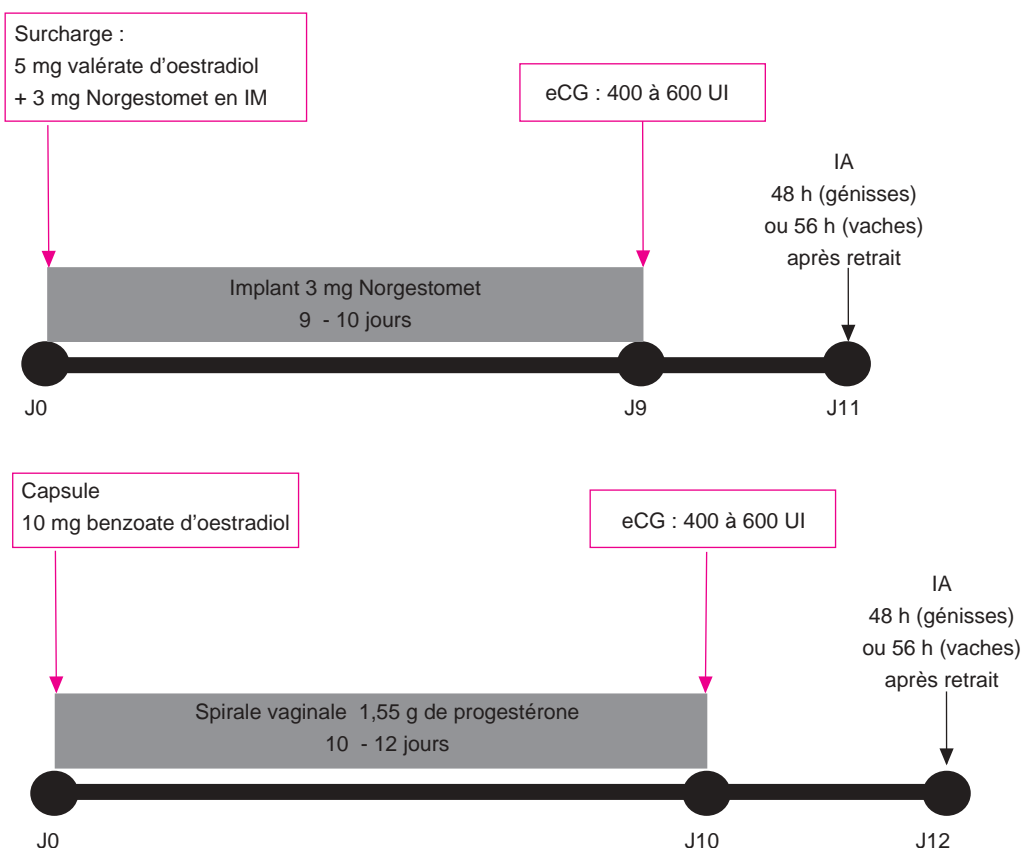 Surcharge :
5 mg valérate d'oestradiol
+ 3 mg Norgestomet en IM
eCG : 400 à 600 UI
IA
48 h (génisses)
ou 56 h (vaches)
après retrait
Implant 3 mg Norgestomet
9 - 10 jours
J0
J9
J11
Capsule
10 mg benzoate d'oestradiol
eCG : 400 à 600 UI
IA
48 h (génisses)
ou 56 h (vaches)
après retrait
Spirale vaginale 1,55 g de progestérone
10 - 12 jours
J0
J10
J12